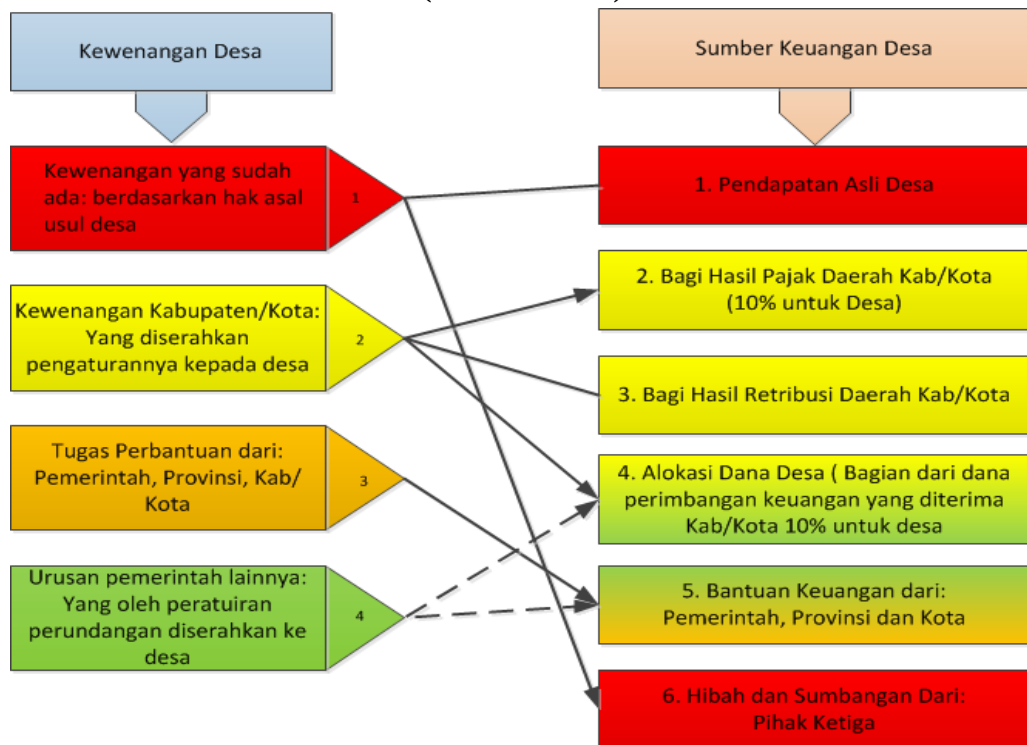 Kewenangan Desa
Sumber Keuangan Desa
Kewenangan yang sudah
ada: berdasarkan hak asal
usul desa
1
1. Pendapatan Asli Desa
2. Bagi Hasil Pajak Daerah Kab/Kota
(10% untuk Desa)
Kewenangan Kabupaten/Kota:
Yang diserahkan
pengaturannya kepada desa
2
3. Bagi Hasil Retribusi Daerah Kab/Kota
Tugas Perbantuan dari:
Pemerintah, Provinsi, Kab/
Kota
3
4. Alokasi Dana Desa ( Bagian dari dana
perimbangan keuangan yang diterima
Kab/Kota 10% untuk desa
Urusan pemerintah lainnya:
Yang oleh peratuiran
perundangan diserahkan ke
desa
4
5. Bantuan Keuangan dari:
Pemerintah, Provinsi dan Kota
6. Hibah dan Sumbangan Dari:
Pihak Ketiga